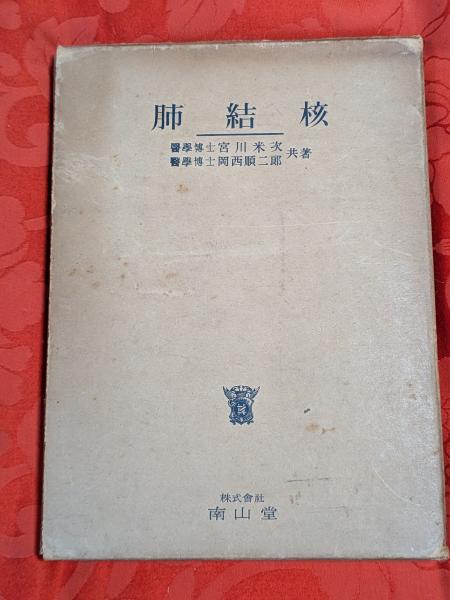 肺結核
醫學博士 宮川米次
醫學博士 岡西順二郎 共著
株式會社
南山堂